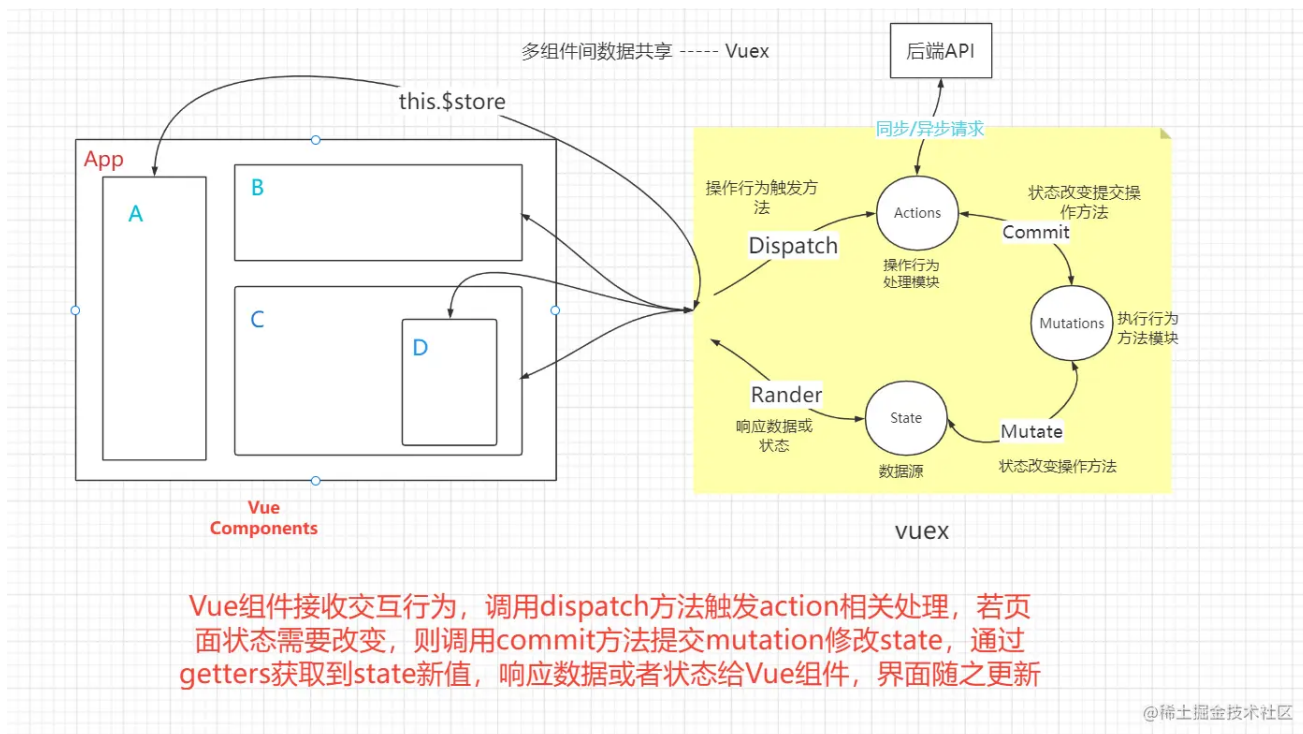 多组件间数据共享 ----- Vuex
后端API
this.$store
同步/异步请求
App
A
B
C
D
操作行为触发方
法
Dispatch
Actions
操作行为
处理模块
状态改变提交操
作方法
Commit
Mutations
执行行为
方法模块
Rander
响应数据或
状态
State
数据源
Mutate
状态改变操作方法
Vue
Components
vuex
Vue组件接收交互行为，调用dispatch方法触发action相关处理，若页
面状态需要改变，则调用commit方法提交mutation修改state，通过
getters获取到state新值，响应数据或者状态给Vue组件，界面随之更新
@稀土掘金技术社区